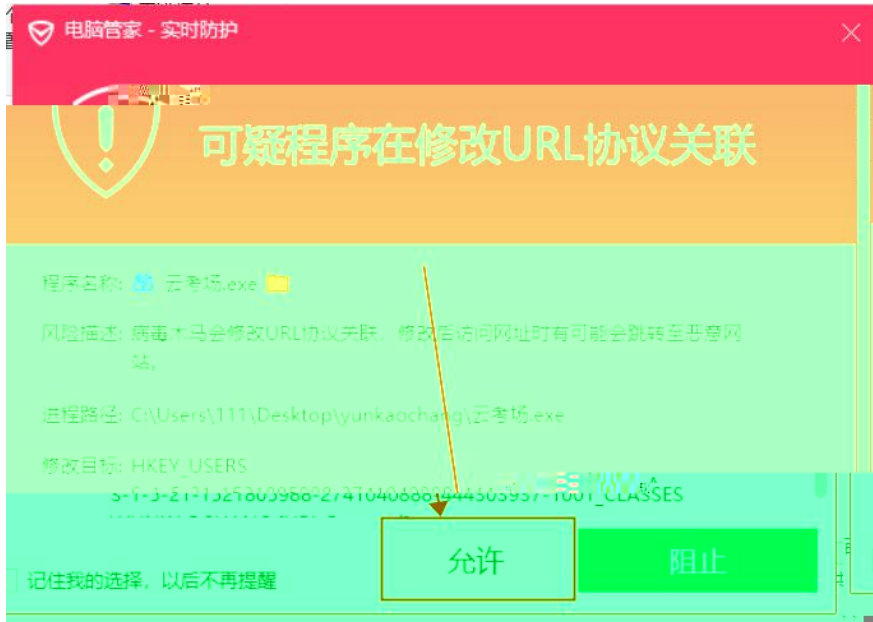 电脑管家 - 实时防护
可疑程序在修改URL协议关联
程序名称: 云考场.exe
风险描述: 病毒木马会修改URL协议关联，修改后访问网址时有可能会跳转至恶意网
站。
进程路径: C:\Users\111\Desktop\yunkaochang\云考场.exe
修改目标: HKEY_USERS
允许
阻止
记住我的选择，以后不再提醒